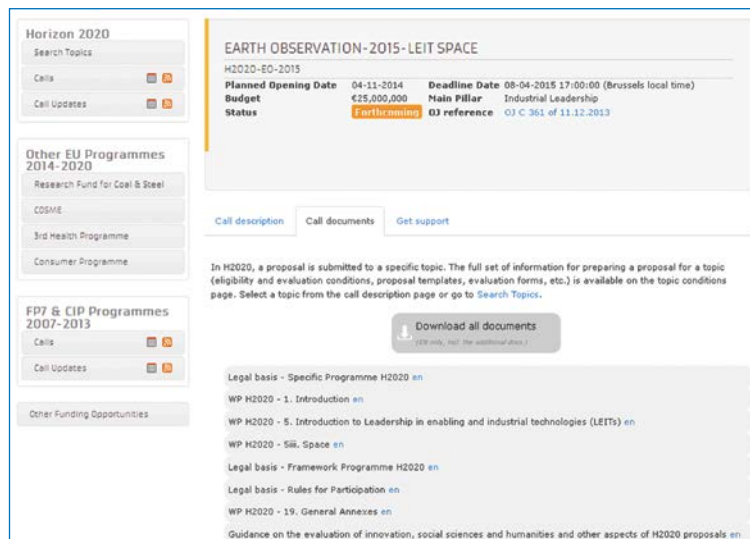 Horizon 2020
Search Topics
Calls
Call Updates
Other EU Programmes
2014-2020
Research Fund for Coal & Steel
COSME
3rd Health Programme
Consumer Programme
FP7 & CIP Programmes
2007-2013
Calls
Call Updates
Other Funding Opportunities
EARTH OBSERVATION-2015-LEIT SPACE
H2020-EO-2015
Planned Opening Date 04-11-2014 Deadline Date 08-04-2015 17:00:00 (Brussels local time)
Budget €25,000,000 Main Pillar Industrial Leadership
Status Forthcoming OJ reference OJ C 361 of 11.12.2013
Call description Call documents Get support
In H2020, a proposal is submitted to a specific topic. The full set of information for preparing a proposal for a topic
(eligibility and evaluation conditions, proposal templates, evaluation forms, etc.) is available on the topic conditions
page. Select a topic from the call description page or go to Search Topics.
Download all documents
(EN only, incl. the additional docs.)
Legal basis - Specific Programme H2020 en
WP H2020 - 1. Introduction en
WP H2020 - 5. Introduction to Leadership in enabling and industrial technologies (LEITs) en
WP H2020 - 5iii. Space en
Legal basis - Framework Programme H2020 en
Legal basis - Rules for Participation en
WP H2020 - 19. General Annexes en
Guidance on the evaluation of innovation, social sciences and humanities and other aspects of H2020 proposals en